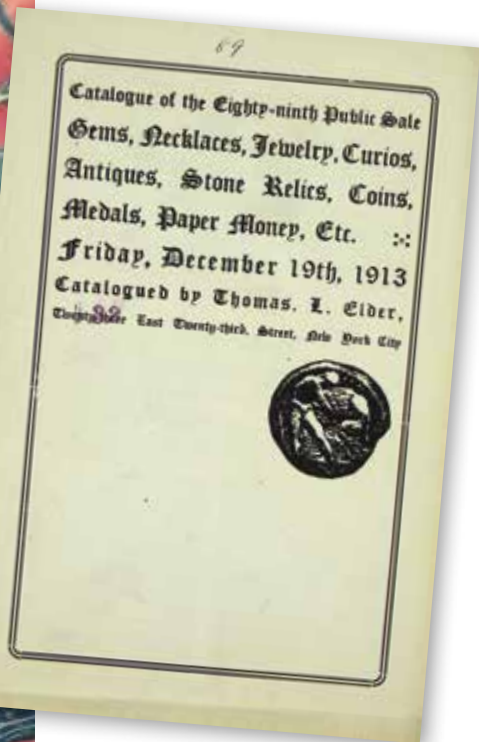 89
Catalogue of the Eighty-ninth Public Sale
Gems, Necklaces, Jewelry, Curios,
Antiques, Stone Relics, Coins,
Medals, Paper Money, Etc. :-:
Friday, December 19th, 1913
Catalogued by Thomas. L. Elder,
32 East Twenty-third. Street, New York City